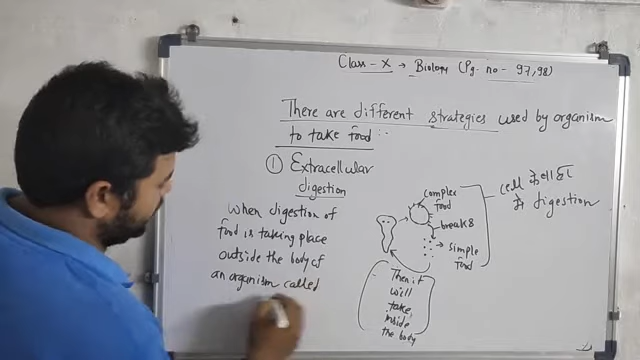 Class-X → Biology (Pg-no-97,98)
There are different strategies used by organism
to take food :-
① Extracellular
digestion
When digestion of
food is taking place
outside the body of
an organism called
complex
food
break
simple
food
Then it
will
take
inside
the body
cell के
में digestion